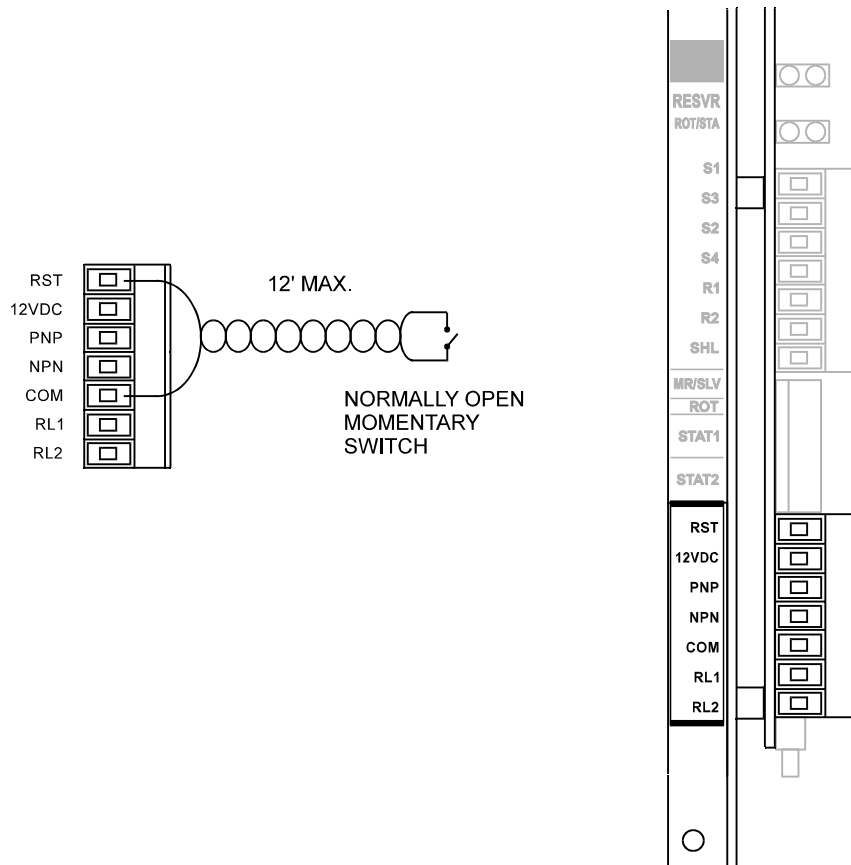 RST
12VDC
PNP
NPN
COM
RL1
RL2
12' MAX.
NORMALLY OPEN
MOMENTARY
SWITCH
RESVR
ROT/STA
S1
S3
S2
S4
R1
R2
SHL
MR/SLV
ROT
STAT1
STAT2
RST
12VDC
PNP
NPN
COM
RL1
RL2